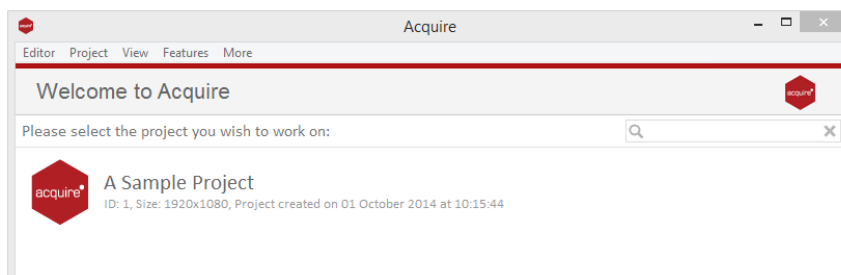 Acquire
Editor Project View Features More
Welcome to Acquire
acquire
Please select the project you wish to work on:
acquire
A Sample Project
ID: 1, Size: 1920x1080, Project created on 01 October 2014 at 10:15:44